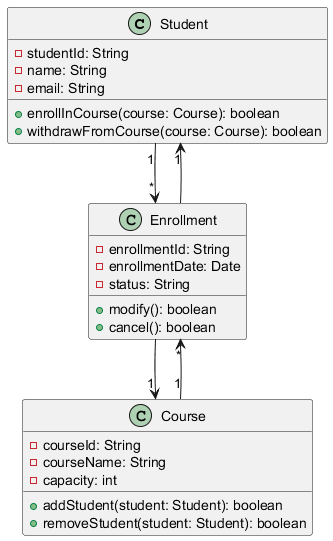 C Student
studentId: String
name: String
email: String
enrollInCourse(course: Course): boolean
withdrawFromCourse(course: Course): boolean
1 1
*
C Enrollment
enrollmentId: String
enrollmentDate: Date
status: String
modify(): boolean
cancel(): boolean
*
1 1
C Course
courseId: String
courseName: String
capacity: int
addStudent(student: Student): boolean
removeStudent(student: Student): boolean